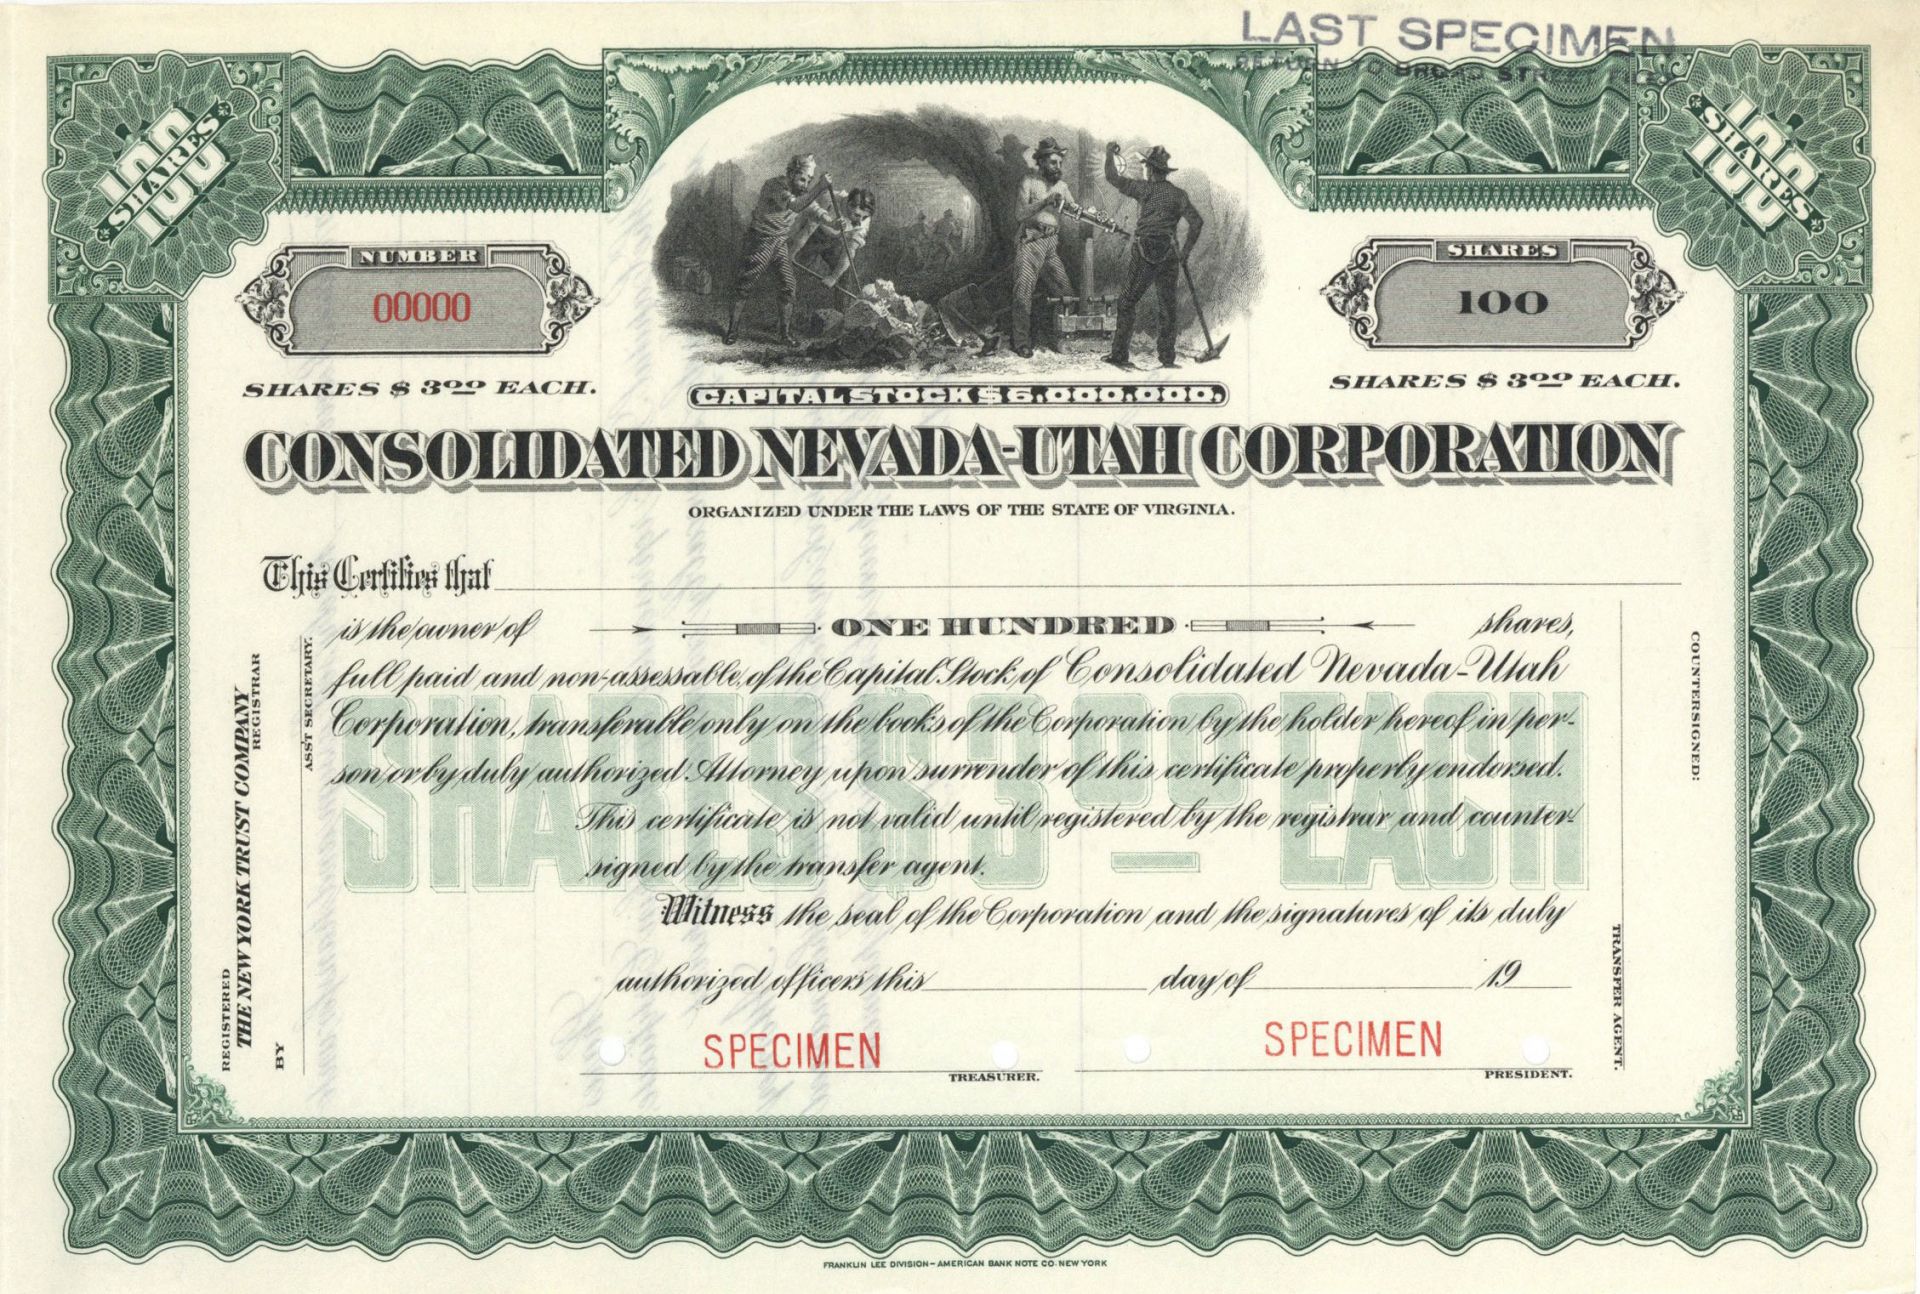 LAST SPECIMEN
RETURN TO BROAD STREET FILES
100 SHARES
100 SHARES
NUMBER
00000
SHARES
100
SHARES $ 3.00 EACH.
SHARES $ 3.00 EACH.
CAPITAL STOCK $6,000,000.
CONSOLIDATED NEVADA-UTAH CORPORATION
ORGANIZED UNDER THE LAWS OF THE STATE OF VIRGINIA.
This Certifies that
is the owner of ONE HUNDRED shares,
full paid and non-assessable, of the Capital Stock of Consolidated Nevada-Utah
Corporation, transferable only on the books of the Corporation by the holder hereof in per-
son or by duly authorized Attorney upon surrender of this certificate properly endorsed.
This certificate is not valid until registered by the registrar and counter-
signed by the transfer agent.
Witness the seal of the Corporation and the signatures of its duly
authorized officers this day of 19
SHARES $ 3.00 EACH
SPECIMEN
SPECIMEN
TREASURER.
PRESIDENT.
REGISTERED
THE NEW YORK TRUST COMPANY
REGISTRAR
BY
ASST SECRETARY.
COUNTERSIGNED:
TRANSFER AGENT.
FRANKLIN LEE DIVISION - AMERICAN BANK NOTE CO. NEW YORK